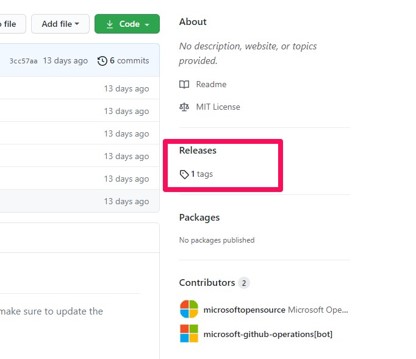 file
Add file
Code
3cc57aa 13 days ago 6 commits
13 days ago
13 days ago
13 days ago
13 days ago
13 days ago
13 days ago
make sure to update the
About
No description, website, or topics
provided.
Readme
MIT License
Releases
1 tags
Packages
No packages published
Contributors 2
microsoftopensource Microsoft Ope...
microsoft-github-operations[bot]